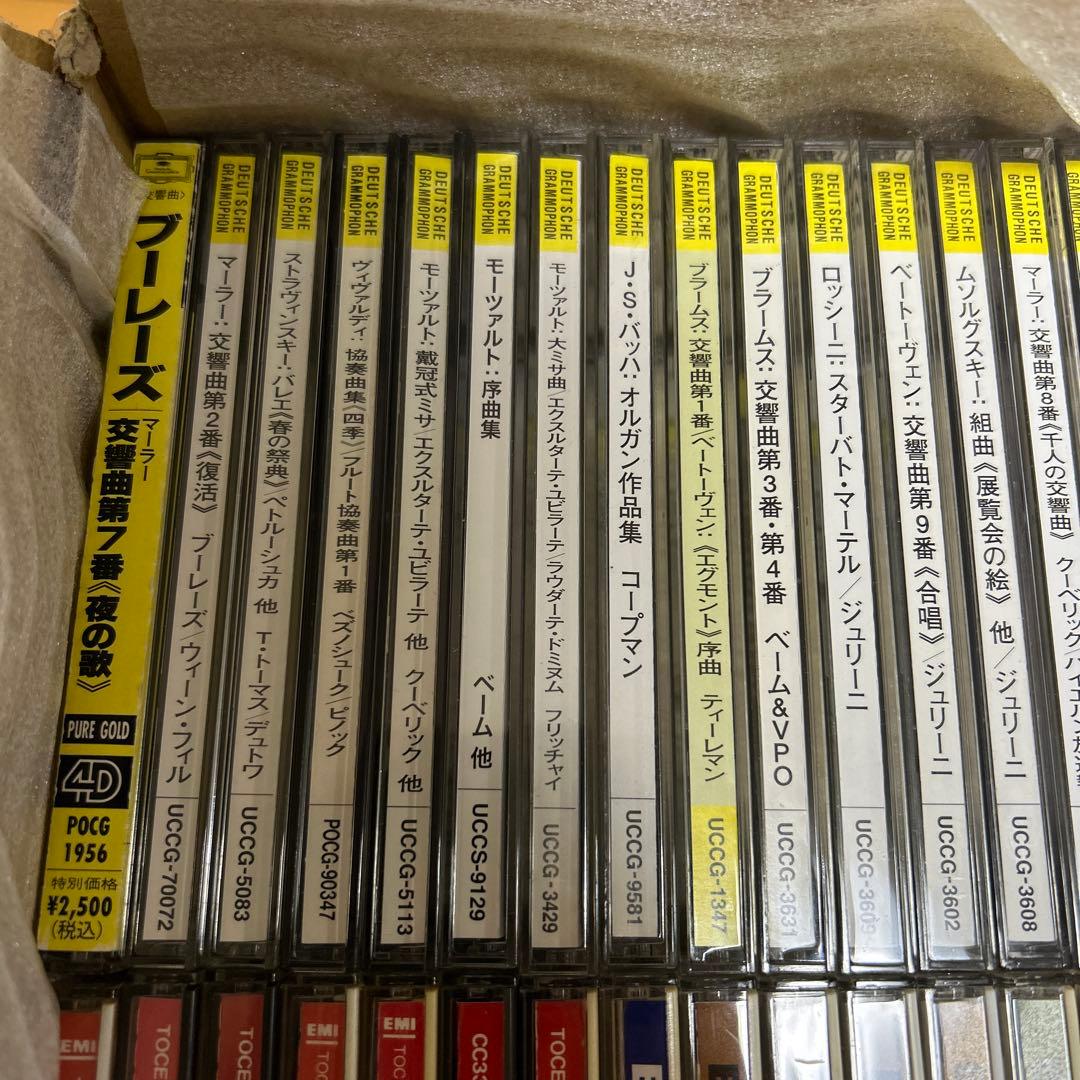 交響曲〉
ブーレーズ
マーラー
交響曲第7番《夜の歌》
PURE GOLD
4D
POCG
1956
特別価格
¥2,500
(税込)
DEUTSCHE
GRAMMOPHON
マーラー:交響曲第2番《復活》 ブーレーズ/ウィーン・フィル
UCCG-70072
DEUTSCHE
GRAMMOPHON
ストラヴィンスキー:バレエ《春の祭典》/ペトルーシュカ 他 T・トーマス/デュトワ
UCCG-5083
DEUTSCHE
GRAMMOPHON
ヴィヴァルディ:協奏曲集《四季》/フルート協奏曲第1番 ベズノシューク/ピノック
POCG-90347
DEUTSCHE
GRAMMOPHON
モーツァルト:戴冠式ミサ/エクスルターテ・ユビラーテ 他 クーベリック 他
UCCG-5113
DEUTSCHE
GRAMMOPHON
モーツァルト:序曲集 ベーム 他
UCCS-9129
DEUTSCHE
GRAMMOPHON
モーツァルト:大ミサ曲/エクスルターテ・ユビラーテ/ラウダーテ・ドミヌム フリッチャイ
UCCG-3429
DEUTSCHE
GRAMMOPHON
J・S・バッハ:オルガン作品集 コープマン
UCCG-9581
DEUTSCHE
GRAMMOPHON
ブラームス:交響曲第1番/ベートーヴェン:《エグモント》序曲 ティーレマン
UCCG-1347
DEUTSCHE
GRAMMOPHON
ブラームス:交響曲第3番・第4番 ベーム&VPO
UCCG-3631
DEUTSCHE
GRAMMOPHON
ロッシーニ:スターバト・マーテル/ジュリーニ
UCCG-3609
DEUTSCHE
GRAMMOPHON
ベートーヴェン:交響曲第9番《合唱》/ジュリーニ
UCCG-3602
DEUTSCHE
GRAMMOPHON
ムソルグスキー:組曲《展覧会の絵》 他/ジュリーニ
UCCG-3608
DEUTSCHE
GRAMMOPHON
マーラー:交響曲第8番《千人の交響曲》 クーベリック/バイエルン放送
EMI
TOCE
TOCE
EMI
TOC
EMI
TOCE
CC33
TOCE